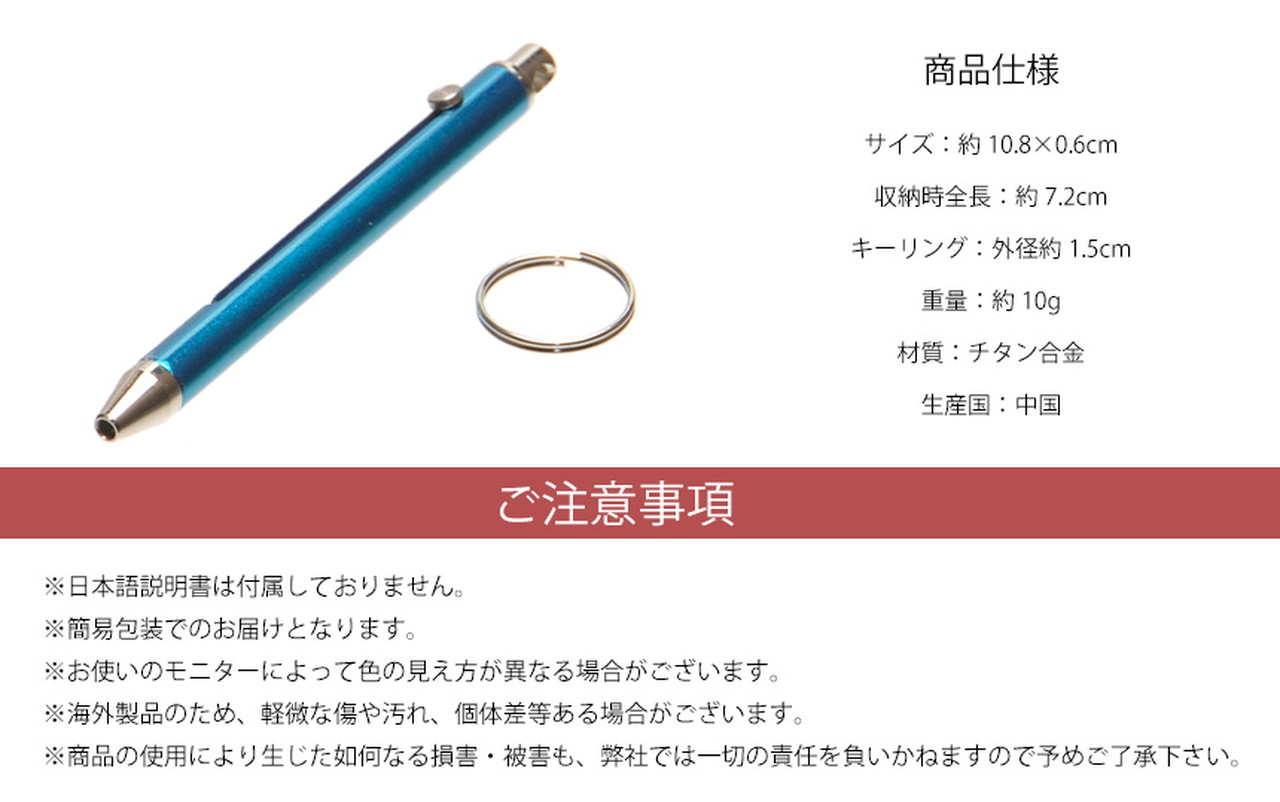 商品仕様
サイズ：約 10.8×0.6cm
収納時全長：約 7.2cm
キーリング：外径約 1.5cm
重量：約 10g
材質：チタン合金
生産国：中国
ご注意事項
※日本語説明書は付属しておりません。
※簡易包装でのお届けとなります。
※お使いのモニターによって色の見え方が異なる場合がございます。
※海外製品のため、軽微な傷や汚れ、個体差等ある場合がございます。
※商品の使用により生じた如何なる損害・被害も、弊社では一切の責任を負いかねますので予めご了承下さい。